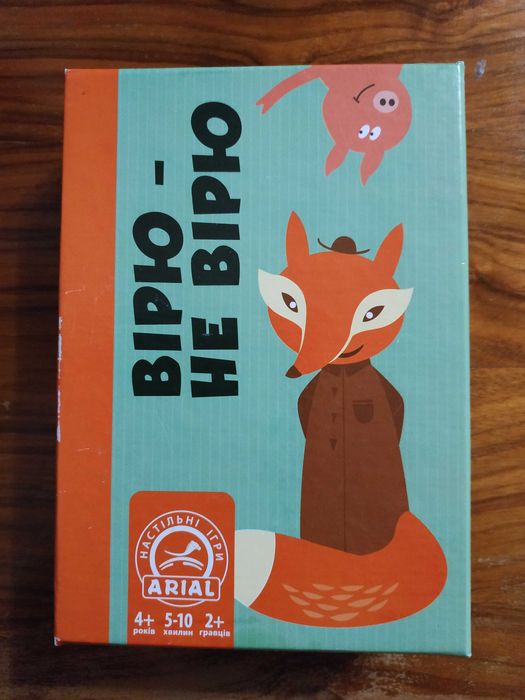 ВІРЮ –
НЕ ВІРЮ
НАСТІЛЬНІ ІГРИ
ARIAL
4+ 5-10 2+
років хвилин гравців